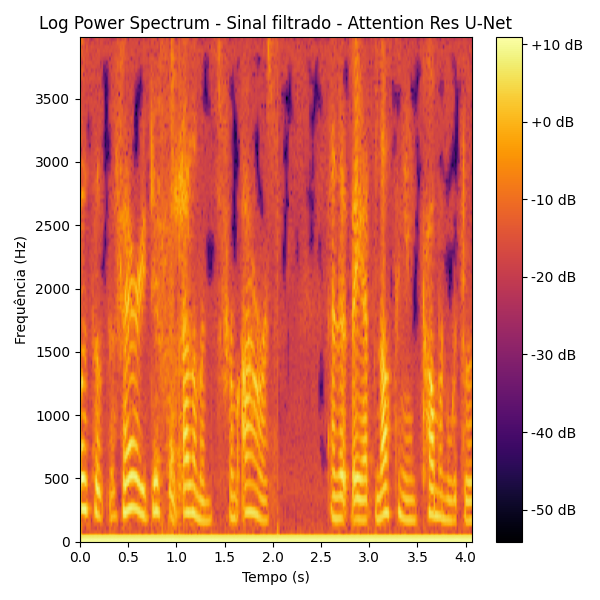 Log Power Spectrum - Sinal filtrado - Attention Res U-Net
Frequência (Hz)
3500
3000
2500
2000
1500
1000
500
0
0.0 0.5 1.0 1.5 2.0 2.5 3.0 3.5 4.0
Tempo (s)
+10 dB
+0 dB
-10 dB
-20 dB
-30 dB
-40 dB
-50 dB